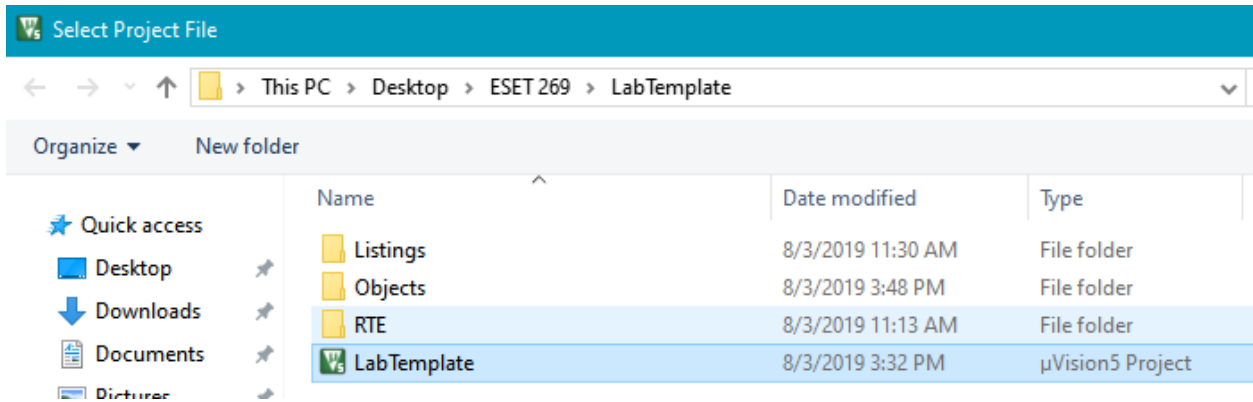 Select Project File
This PC > Desktop > ESET 269 > LabTemplate
Organize New folder
Name Date modified Type
Quick access
Desktop
Downloads
Documents
Pictures
Listings 8/3/2019 11:30 AM File folder
Objects 8/3/2019 3:48 PM File folder
RTE 8/3/2019 11:13 AM File folder
LabTemplate 8/3/2019 3:32 PM µVision5 Project